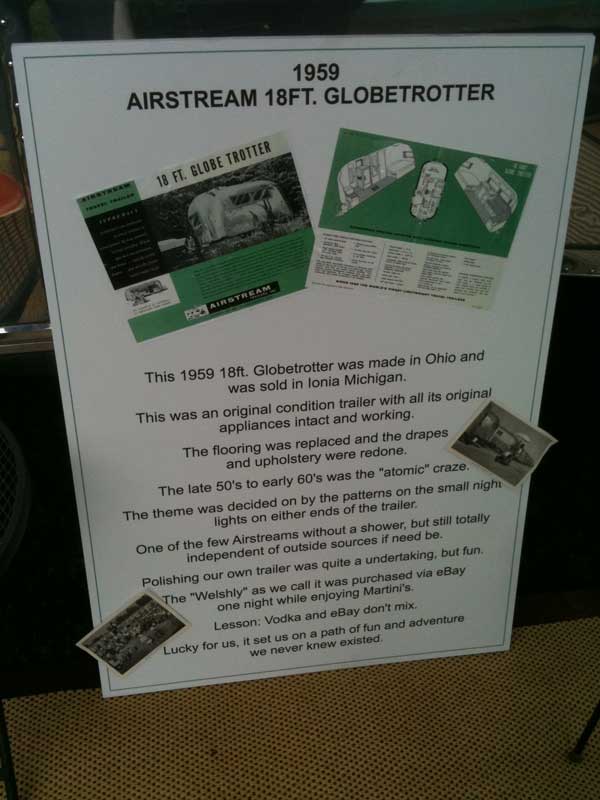 1959
AIRSTREAM 18FT. GLOBETROTTER
18 FT. GLOBE TROTTER
AIRSTREAM
TRAVEL TRAILER
AIRSTREAM
GLOBE TROTTER
This 1959 18ft. Globetrotter was made in Ohio and
was sold in Ionia Michigan.
This was an original condition trailer with all its original
appliances intact and working.
The flooring was replaced and the drapes
and upholstery were redone.
The late 50's to early 60's was the "atomic" craze.
The theme was decided on by the patterns on the small night
lights on either ends of the trailer.
One of the few Airstreams without a shower, but still totally
independent of outside sources if need be.
Polishing our own trailer was quite a undertaking, but fun.
The "Welshly" as we call it was purchased via eBay
one night while enjoying Martini's.
Lesson: Vodka and eBay don't mix.
Lucky for us, it set us on a path of fun and adventure
we never knew existed.